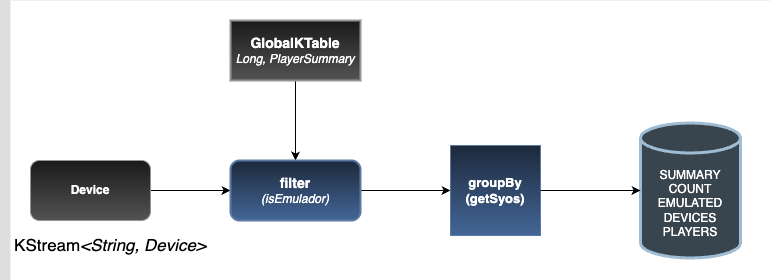 GlobalKTable
Long, PlayerSummary
Device
filter
(isEmulador)
groupBy
(getSyos)
SUMMARY
COUNT
EMULATED
DEVICES
PLAYERS
KStream<String, Device>